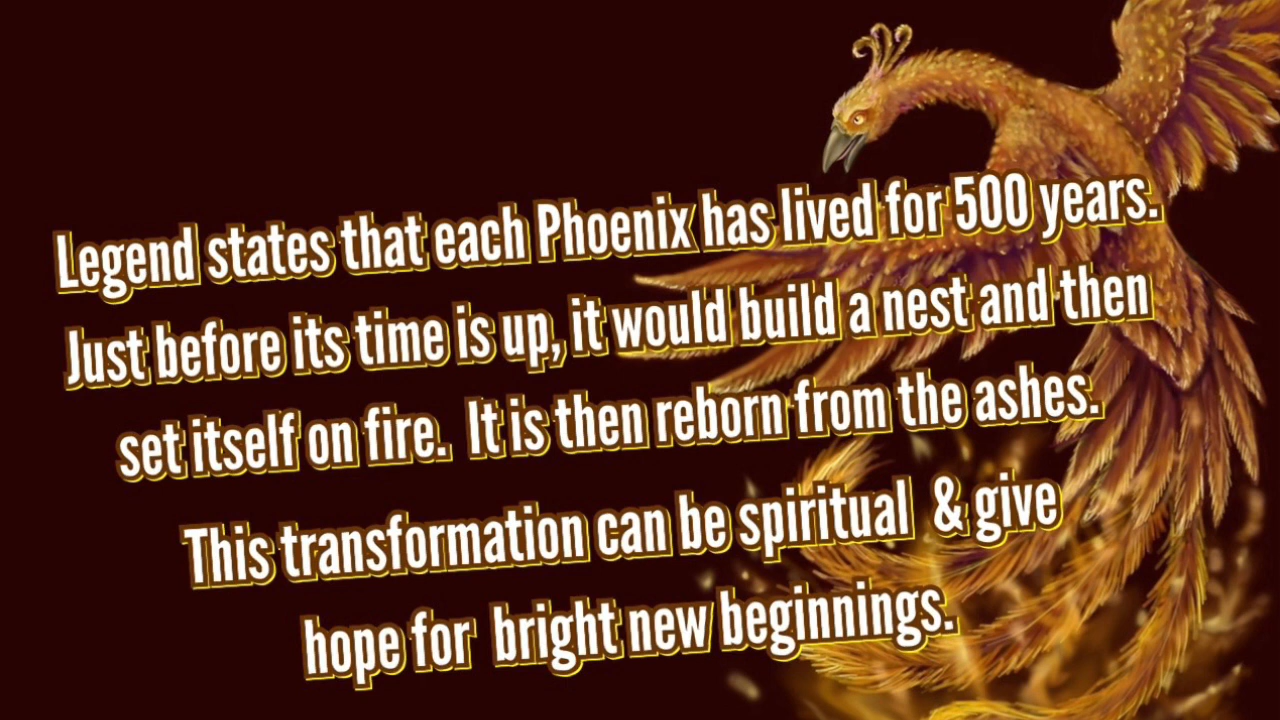 Legend states that each Phoenix has lived for 500 years.
Just before its time is up, it would build a nest and then
set itself on fire.  It is then reborn from the ashes.
This transformation can be spiritual  & give
hope for  bright new beginnings.